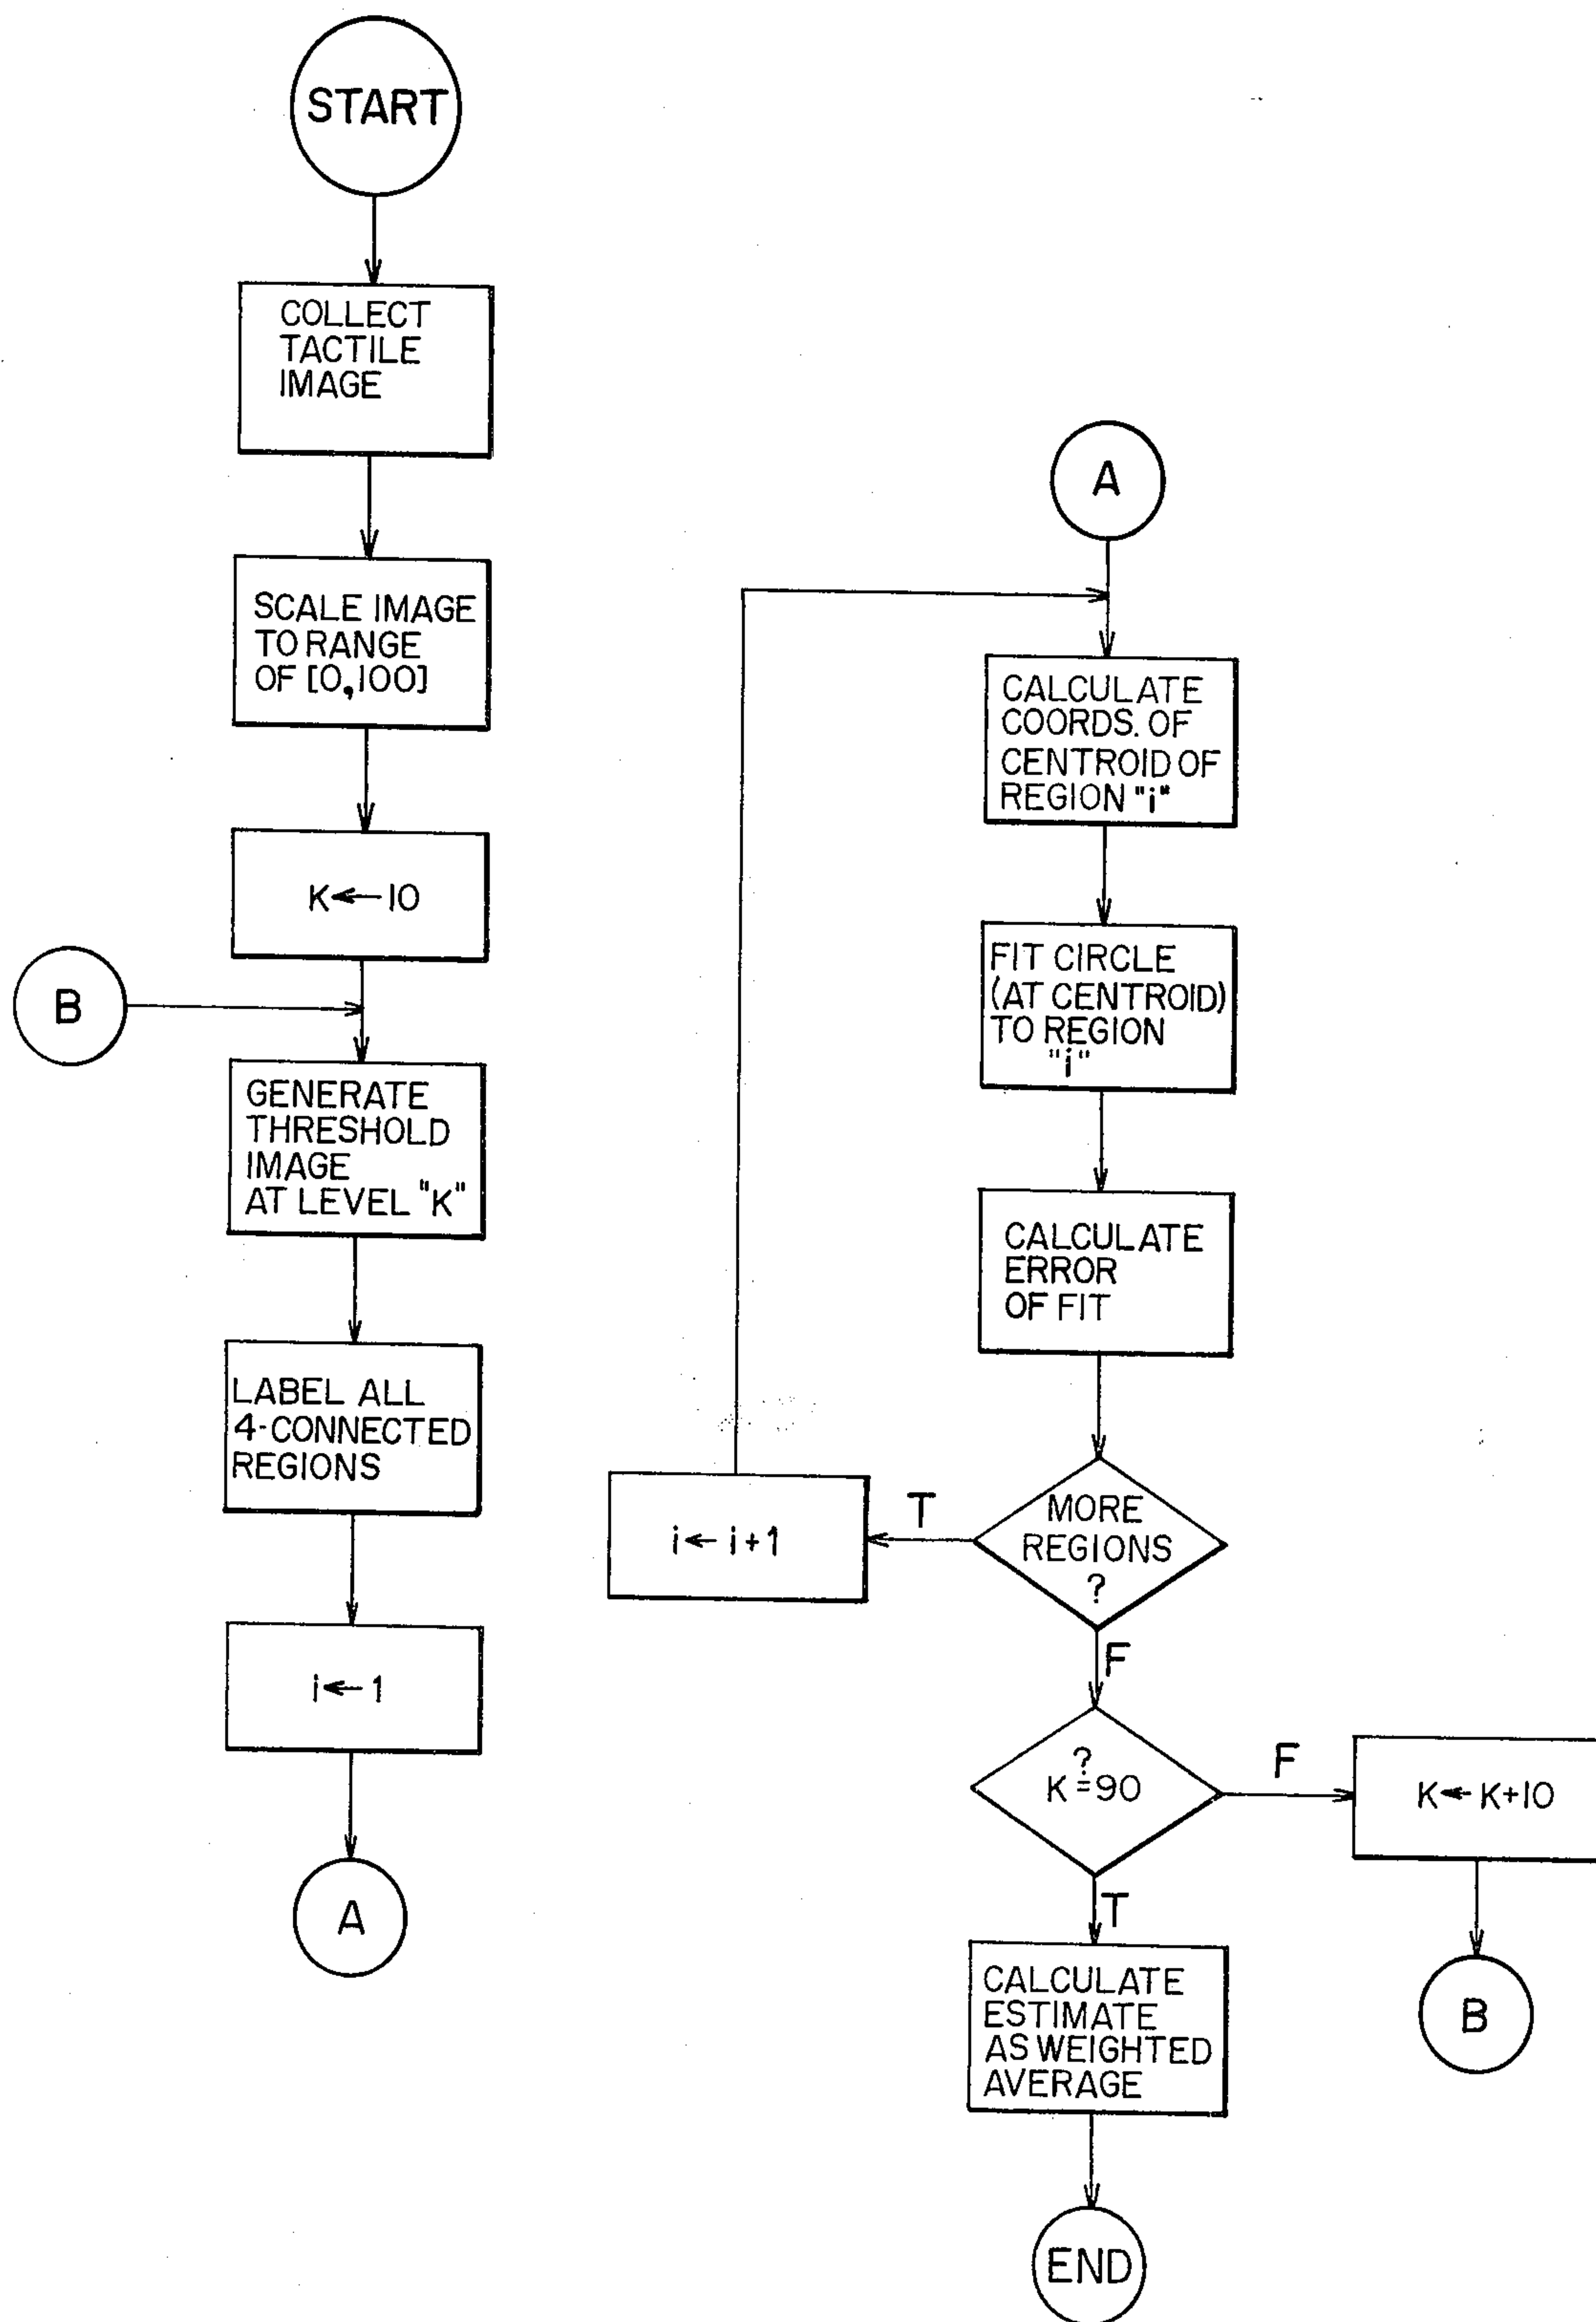 START
COLLECT
TACTILE
IMAGE
SCALE IMAGE
TO RANGE
OF [0,100]
K←10
B
GENERATE
THRESHOLD
IMAGE
AT LEVEL "K"
LABEL ALL
4-CONNECTED
REGIONS
i←1
A
A
CALCULATE
COORDS. OF
CENTROID OF
REGION "i"
FIT CIRCLE
(AT CENTROID)
TO REGION
"i"
CALCULATE
ERROR
OF FIT
MORE
REGIONS
?
T
i←i+1
F
?
K=90
F
K←K+10
B
T
CALCULATE
ESTIMATE
AS WEIGHTED
AVERAGE
END